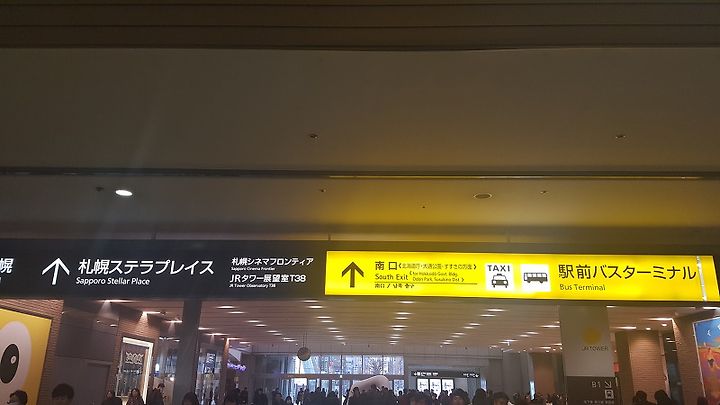 幌
札幌ステラプレイス
Sapporo Stellar Place
札幌シネマフロンティア
Sapporo Cinema Frontier
JRタワー展望室T38
JR Tower Observatory T38
南口
South Exit
TAXI
駅前バスターミナル
Bus Terminal
JR TOWER
B1